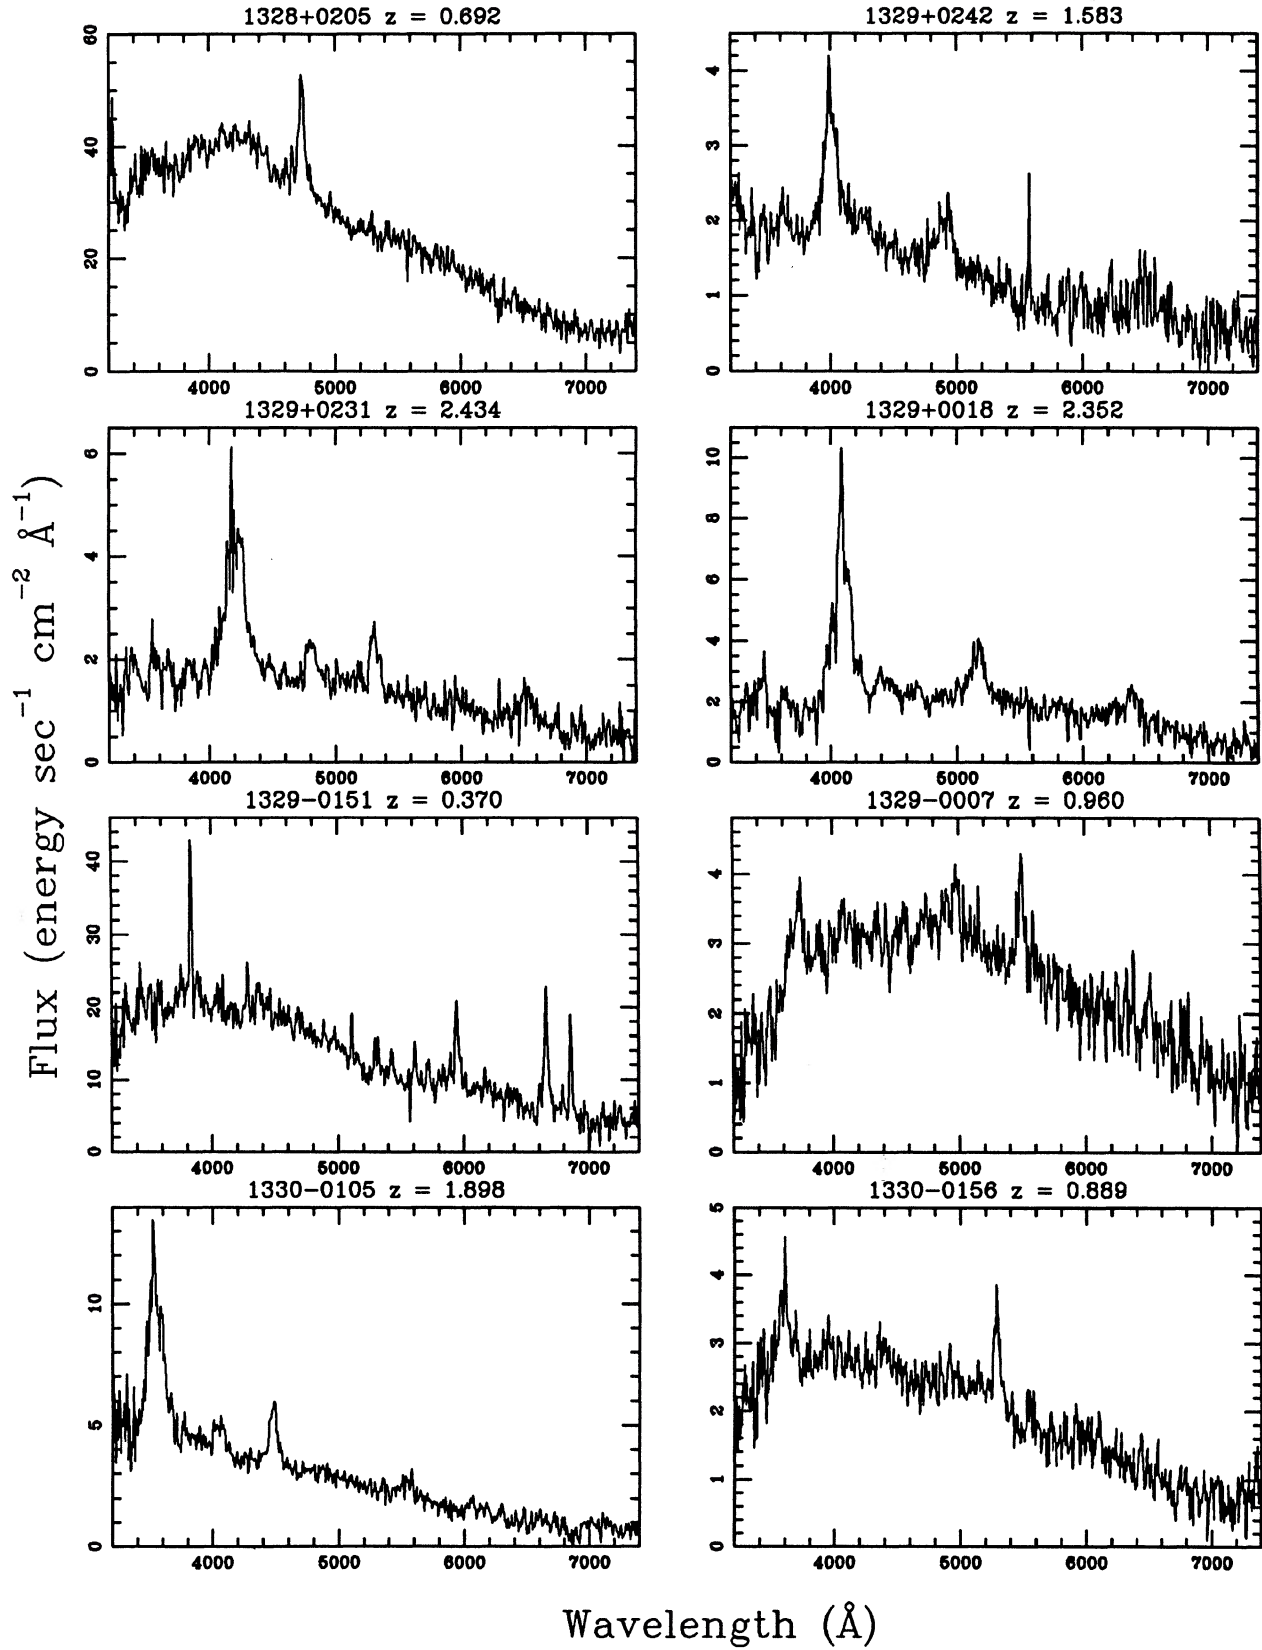 1328+0205 z = 0.692
60
40
20
0
4000 5000 6000 7000
1329+0242 z = 1.583
4
3
2
1
0
4000 5000 6000 7000
1329+0231 z = 2.434
6
4
2
0
4000 5000 6000 7000
1329+0018 z = 2.352
10
8
6
4
2
0
4000 5000 6000 7000
Flux (energy sec⁻¹ cm⁻² Å⁻¹)
1329-0151 z = 0.370
40
30
20
10
0
4000 5000 6000 7000
1329-0007 z = 0.960
4
3
2
1
0
4000 5000 6000 7000
1330-0105 z = 1.898
10
5
0
4000 5000 6000 7000
1330-0156 z = 0.889
5
4
3
2
1
0
4000 5000 6000 7000
Wavelength (Å)